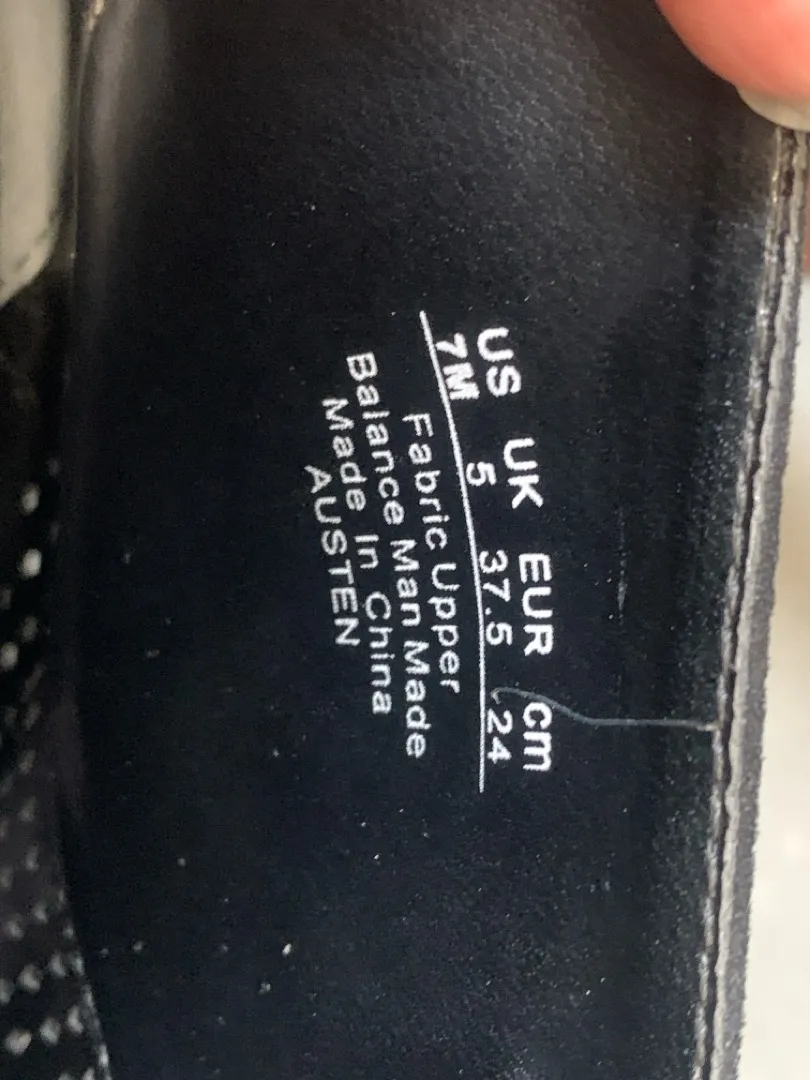 US UK EUR cm
7M 5 37.5 24
Fabric Upper
Balance Man Made
Made In China
AUSTEN